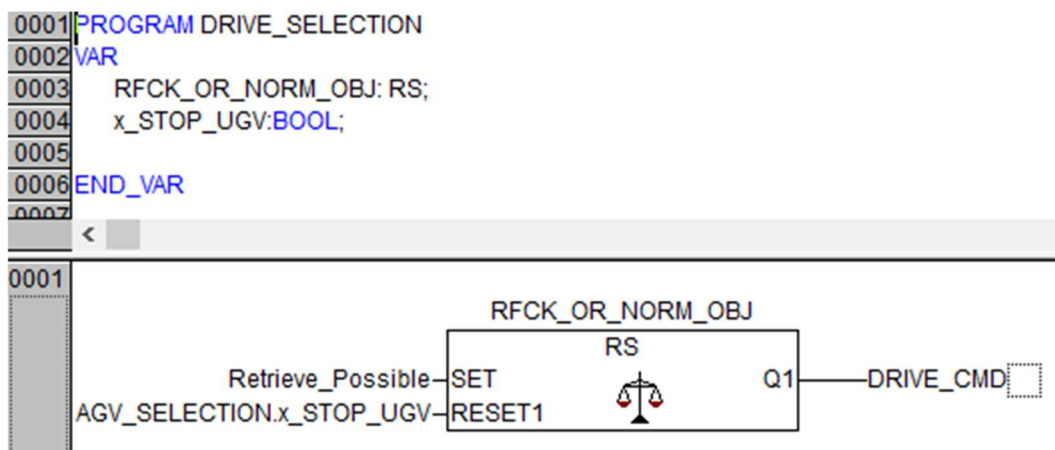 0001 PROGRAM DRIVE_SELECTION
0002 VAR
0003 RFCK_OR_NORM_OBJ: RS;
0004 x_STOP_UGV:BOOL;
0005
0006 END_VAR
0007
0001
RFCK_OR_NORM_OBJ
RS
Retrieve_Possible SET Q1 DRIVE_CMD
AGV_SELECTION.x_STOP_UGV RESET1